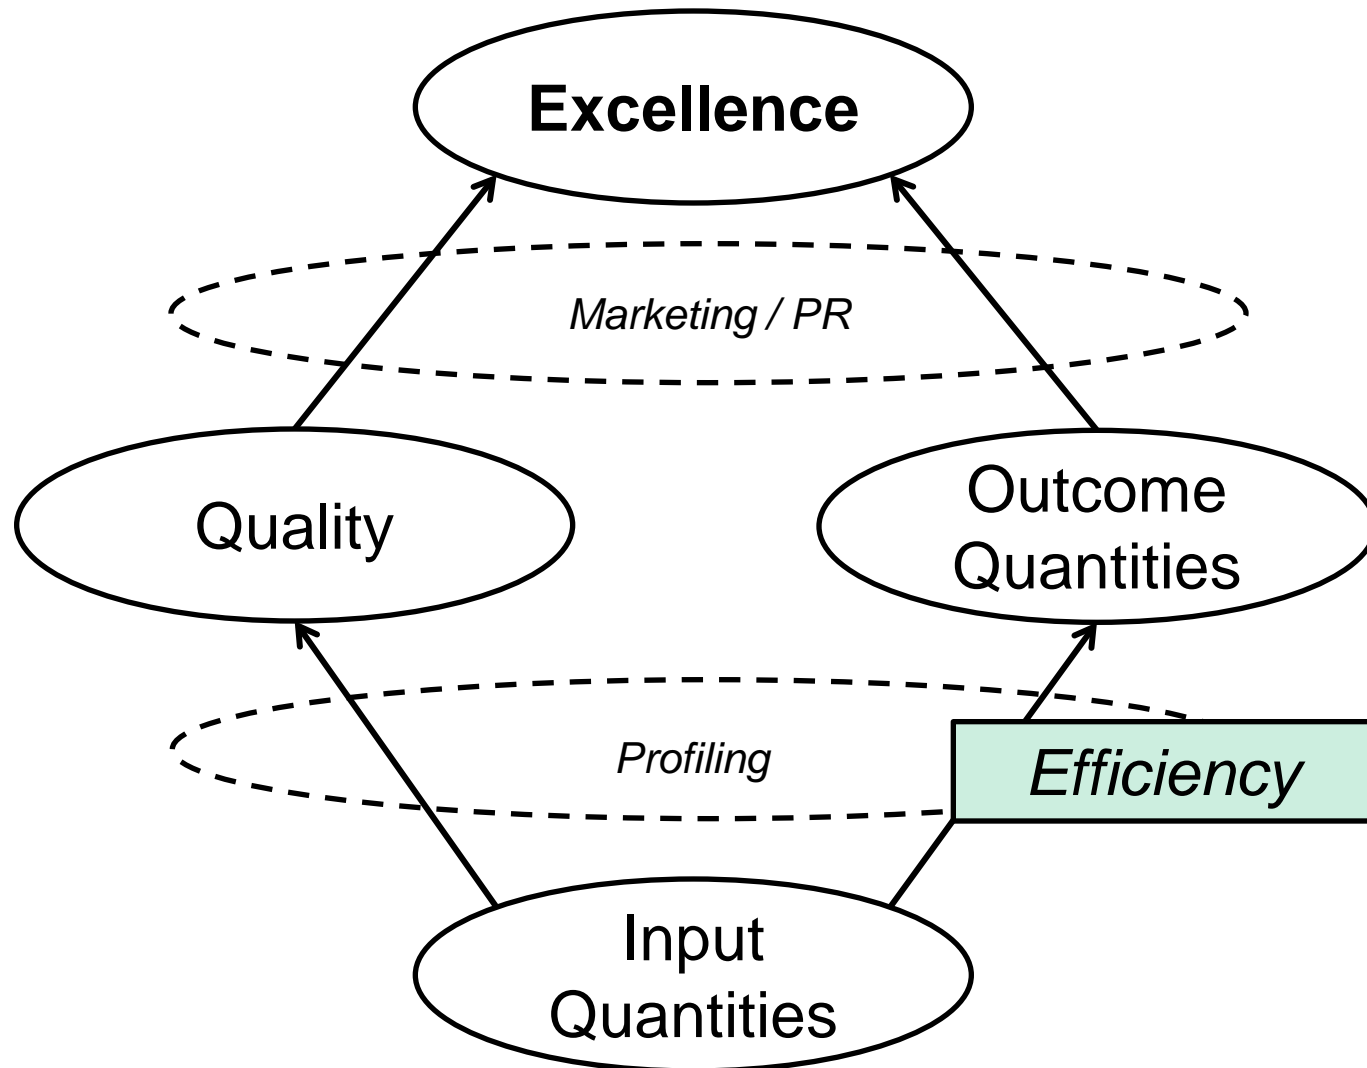 Excellence
Marketing / PR
Quality
Outcome
Quantities
Profiling
Efficiency
Input
Quantities